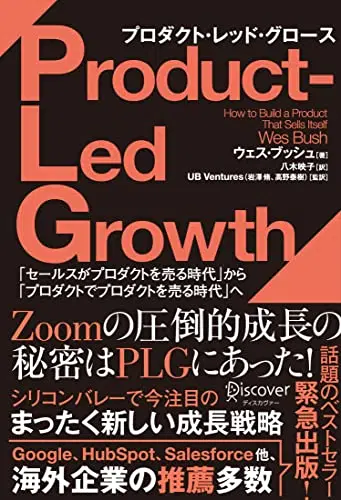 プロダクト・レッド・グロース
Product-
How to Build a Product
That Sells Itself
Wes Bush
Led
ウェス・ブッシュ[著]
八木映子[訳]
UB Ventures(岩澤脩、髙野泰樹)[監訳]
Growth
「セールスがプロダクトを売る時代」から
「プロダクトでプロダクトを売る時代」へ
Zoomの圧倒的成長の
秘密はPLGにあった!
シリコンバレーで今注目の
まったく新しい成長戦略
Discover
ディスカヴァー
話題のベストセラー
緊急出版!
Google、HubSpot、Salesforce他、
海外企業の推薦多数